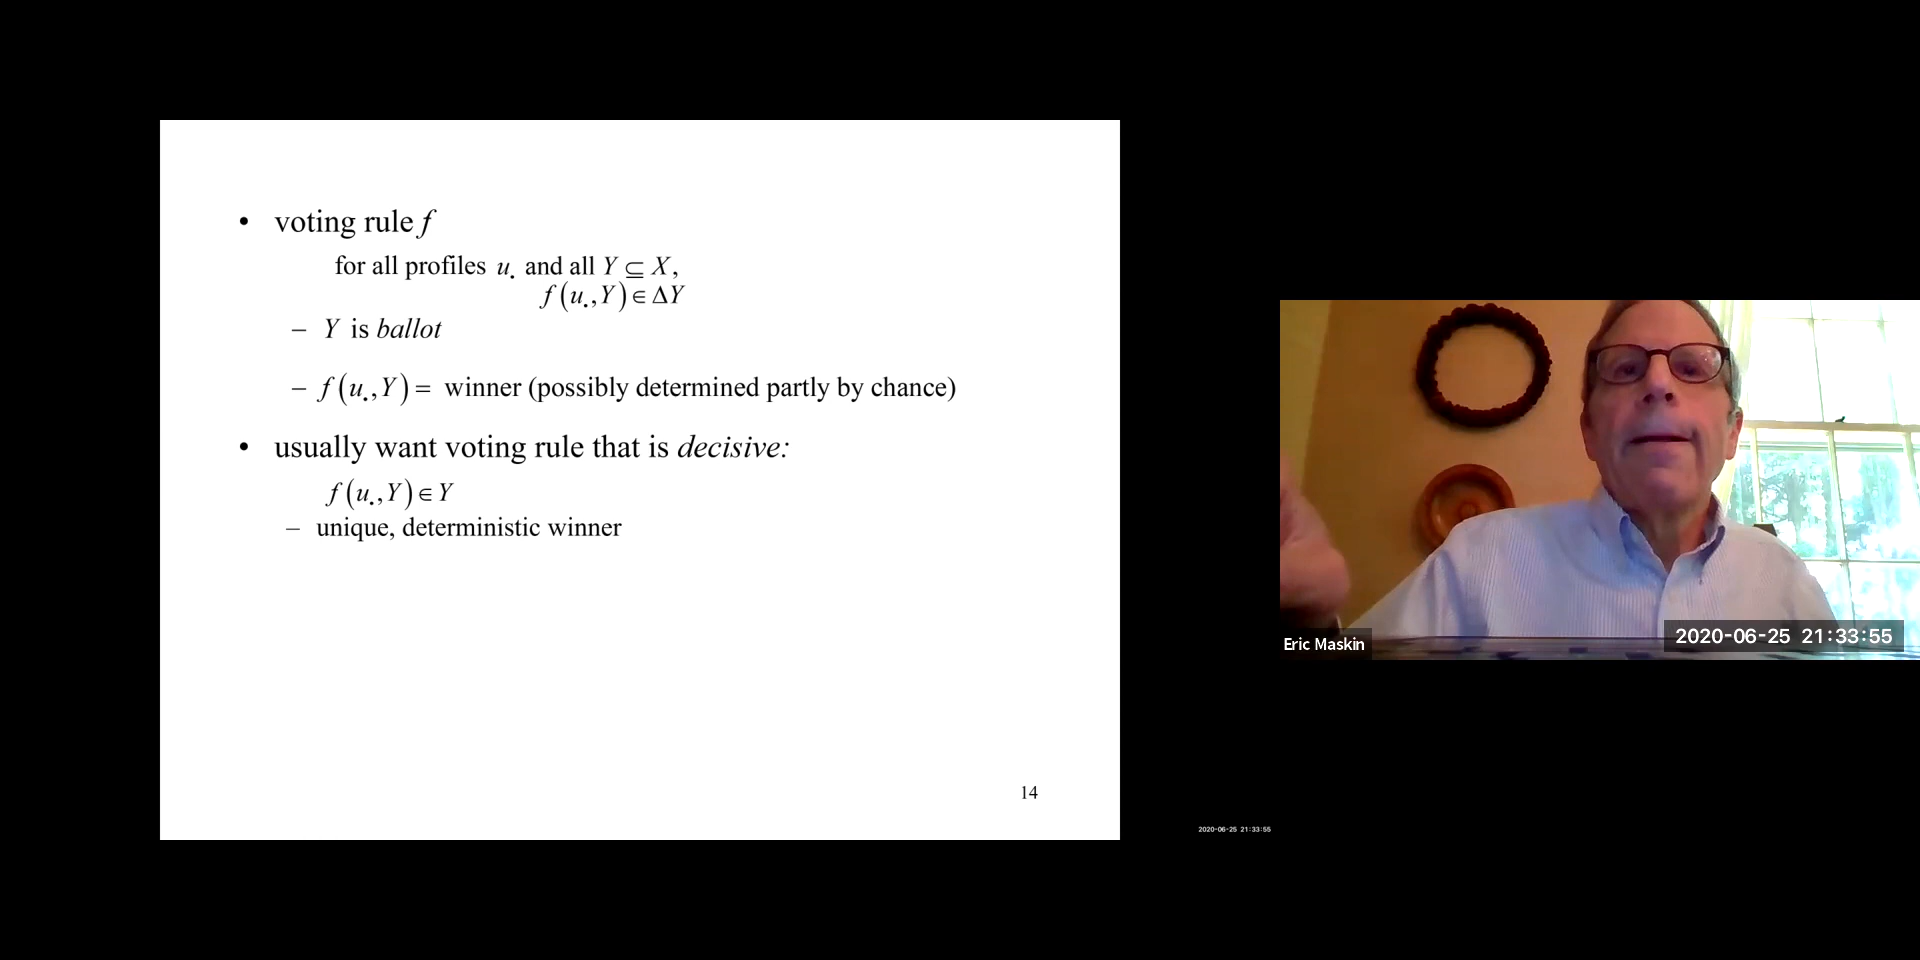 • voting rule f
for all profiles u. and all Y ⊆ X,
f(u.,Y)∈ΔY
– Y is ballot
– f(u.,Y)= winner (possibly determined partly by chance)
• usually want voting rule that is decisive:
f(u.,Y)∈Y
– unique, deterministic winner
14
Eric Maskin
2020-06-25 21:33:55
2020-06-25 21:33:55